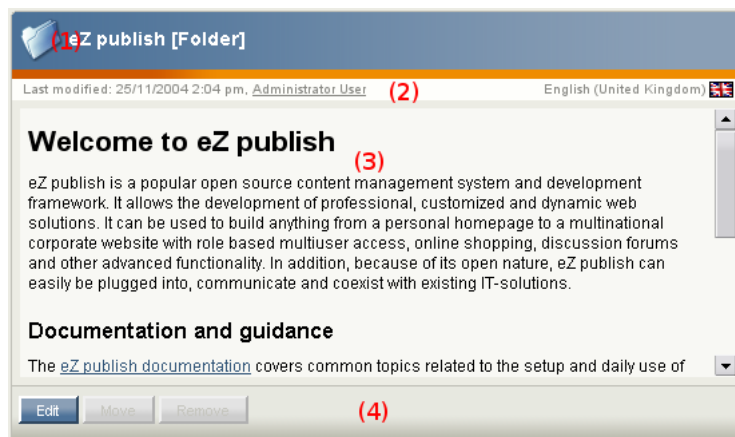 (1) eZ publish [Folder]
Last modified: 25/11/2004 2:04 pm, Administrator User (2) English (United Kingdom)
Welcome to eZ publish
(3)
eZ publish is a popular open source content management system and development
framework. It allows the development of professional, customized and dynamic web
solutions. It can be used to build anything from a personal homepage to a multinational
corporate website with role based multiuser access, online shopping, discussion forums
and other advanced functionality. In addition, because of its open nature, eZ publish can
easily be plugged into, communicate and coexist with existing IT-solutions.
Documentation and guidance
The eZ publish documentation covers common topics related to the setup and daily use of
Edit Move Remove (4)